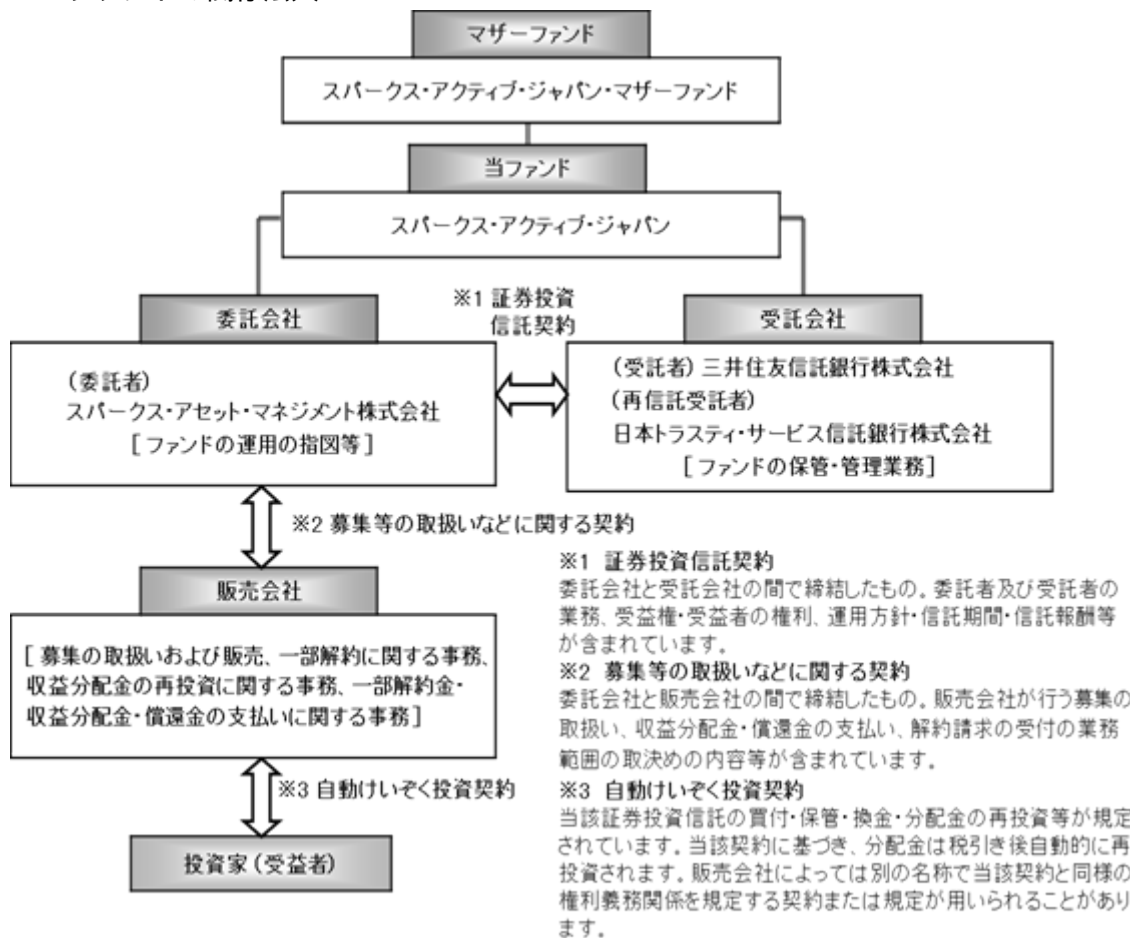 マザーファンド
スパークス・アクティブ・ジャパン・マザーファンド
当ファンド
スパークス・アクティブ・ジャパン
※1 証券投資
信託契約
委託会社
(委託者)
スパークス・アセット・マネジメント株式会社
[ファンドの運用の指図等]
受託会社
(受託者) 三井住友信託銀行株式会社
(再信託受託者)
日本トラスティ・サービス信託銀行株式会社
[ファンドの保管・管理業務]
※2 募集等の取扱いなどに関する契約
販売会社
[ 募集の取扱いおよび販売、一部解約に関する事務、
収益分配金の再投資に関する事務、一部解約金・
収益分配金・償還金の支払いに関する事務]
※3 自動けいぞく投資契約
投資家(受益者)
※1 証券投資信託契約
委託会社と受託会社の間で締結したもの。委託者及び受託者の
業務、受益権・受益者の権利、運用方針・信託期間・信託報酬等
が含まれています。
※2 募集等の取扱いなどに関する契約
委託会社と販売会社の間で締結したもの。販売会社が行う募集の
取扱い、収益分配金・償還金の支払い、解約請求の受付の業務
範囲の取決めの内容等が含まれています。
※3 自動けいぞく投資契約
当該証券投資信託の買付・保管・換金・分配金の再投資等が規定
されています。当該契約に基づき、分配金は税引き後自動的に再
投資されます。販売会社によっては別の名称で当該契約と同様の
権利義務関係を規定する契約または規定が用いられることがあり
ます。